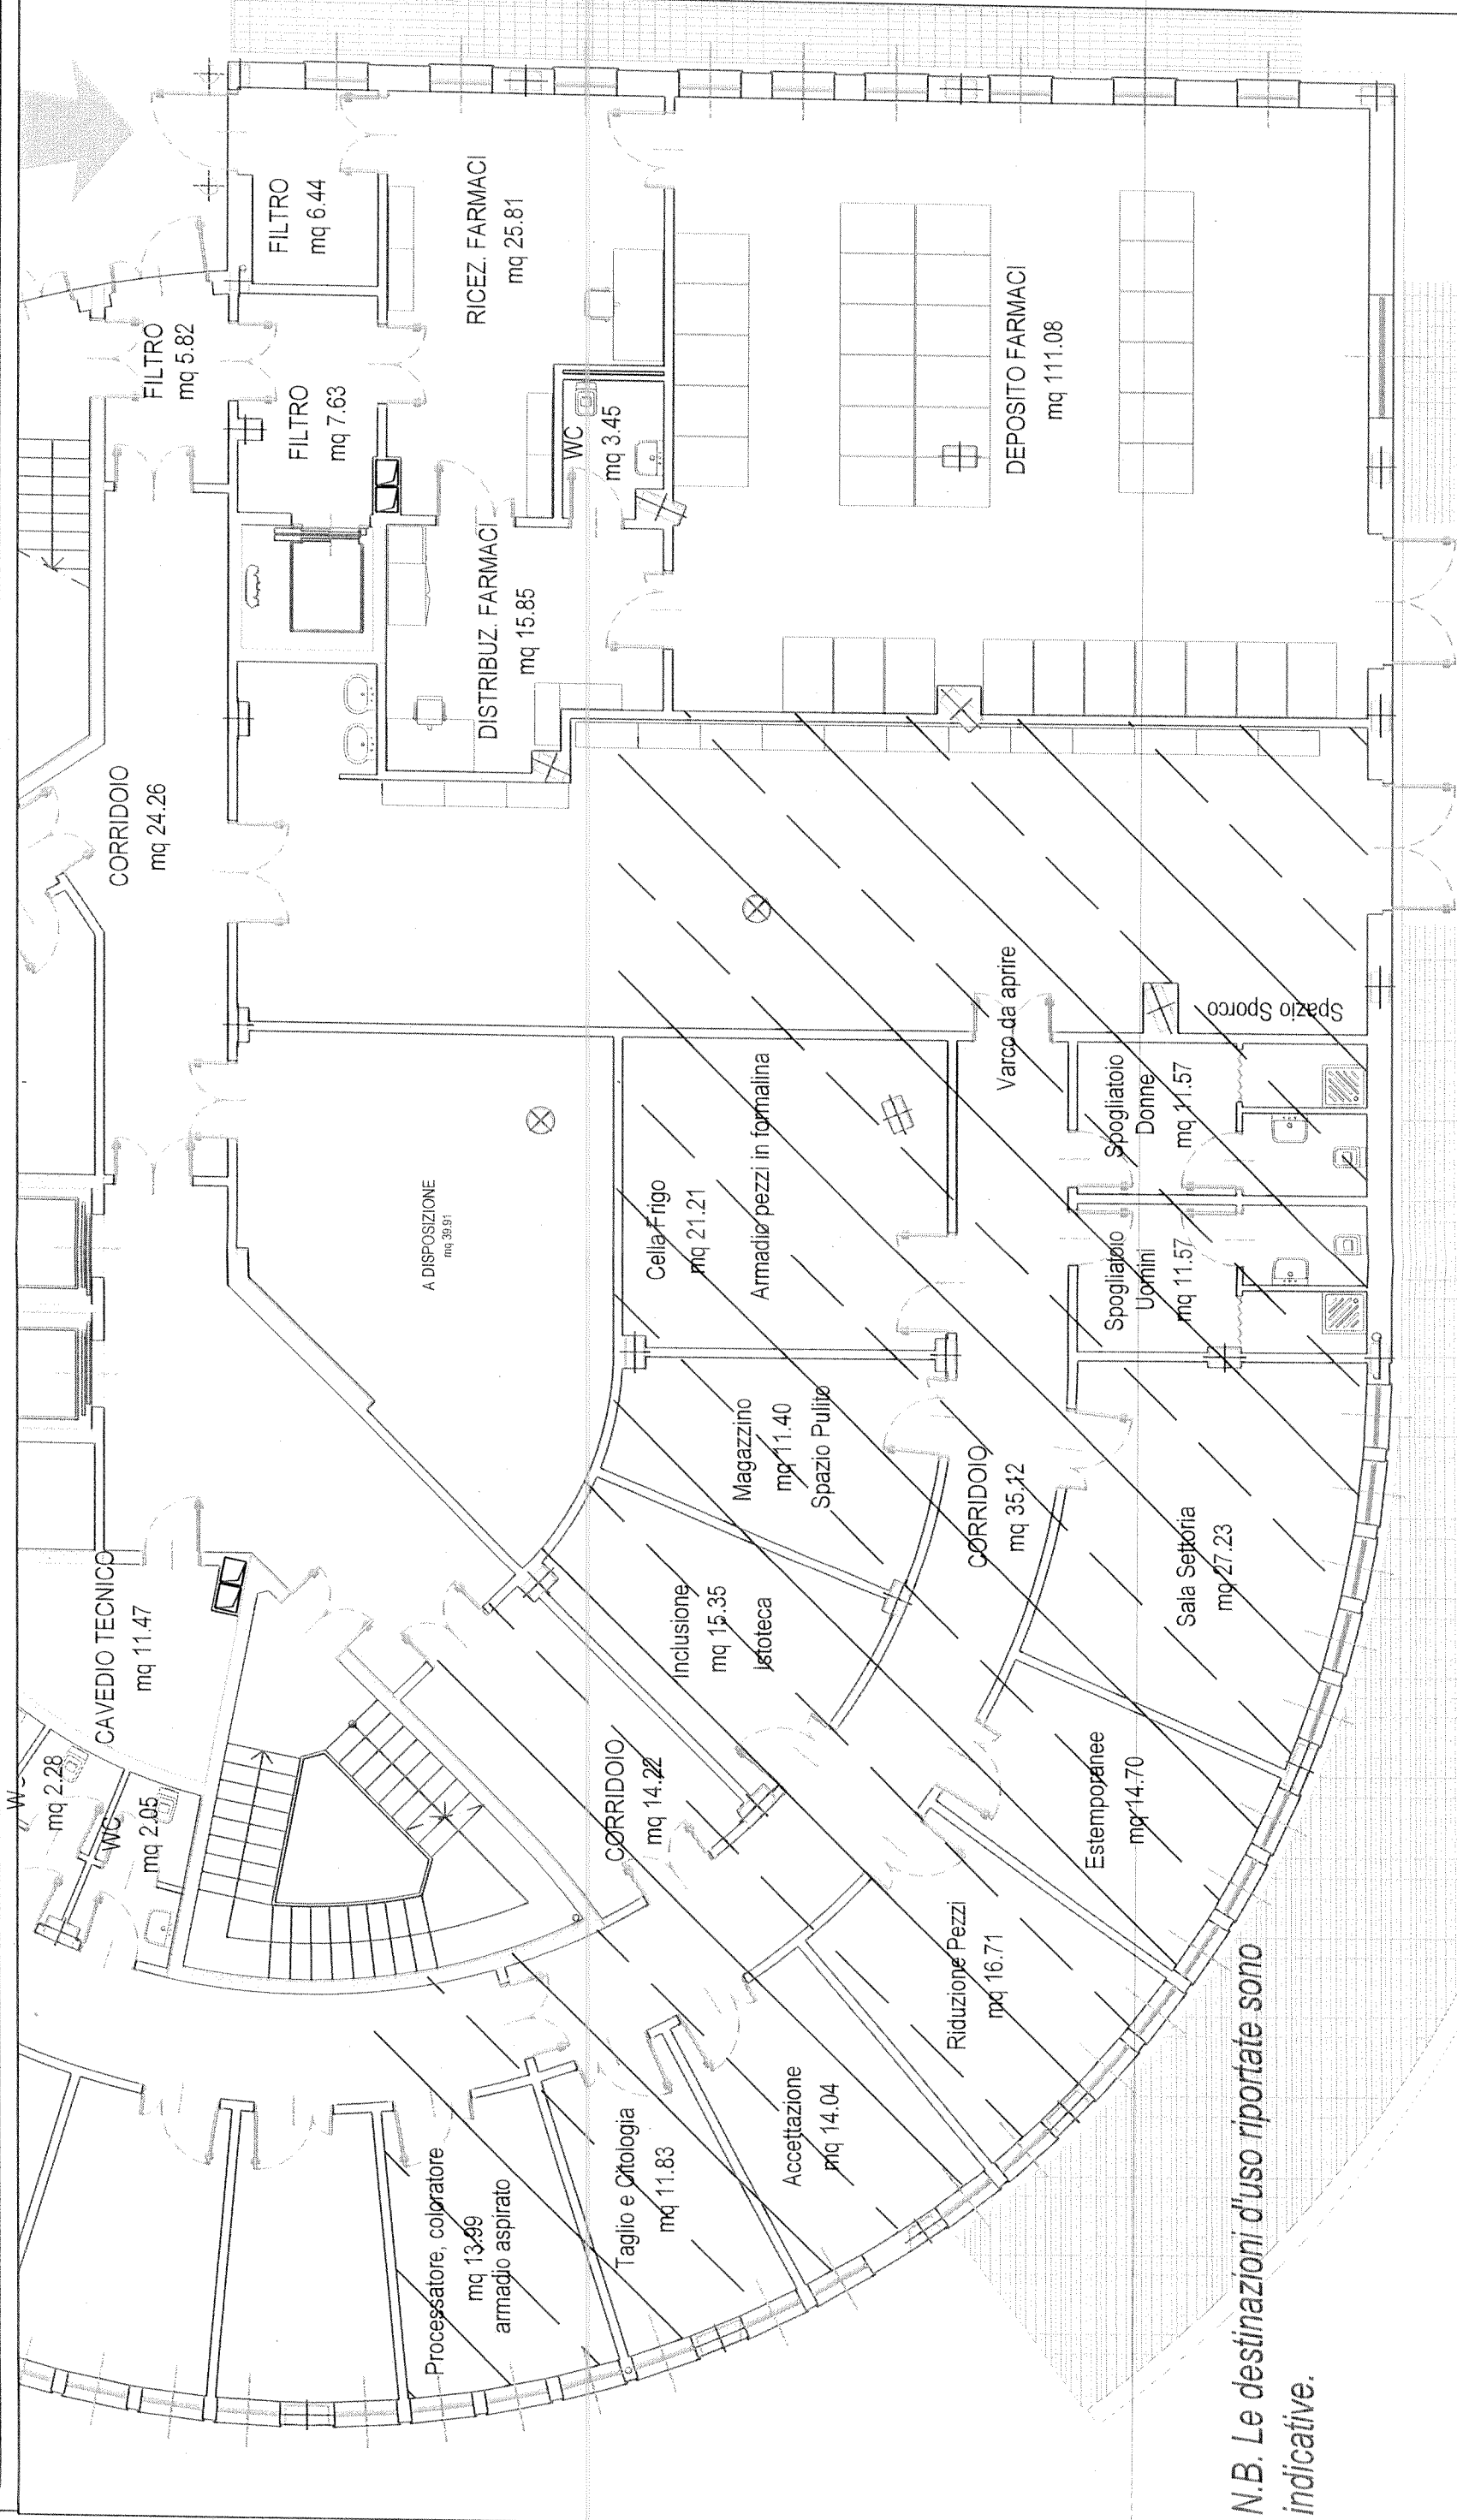 W
mq 2.28
WC
mq 2.05
CAVEDIO TECNICO
mq 11.47
CORRIDOIO
mq 24.26
FILTRO
mq 5.82
FILTRO
mq 7.63
FILTRO
mq 6.44
RICEZ. FARMACI
mq 25.81
WC
mq 3.45
DISTRIBUZ. FARMACI
mq 15.85
DEPOSITO FARMACI
mq 111.08
A DISPOSIZIONE
mq 39.91
Cella Frigo
mq 21.21
Armadio pezzi in formalina
Varco da aprire
Spazio Sporco
Spogliatoio
Donne
mq 11.57
Spogliatoio
Uomini
mq 11.57
Magazzino
mq 11.40
Spazio Pulito
CORRIDOIO
mq 35.12
Sala Settoria
mq 27.23
Inclusione
mq 15.35
Istoteca
CORRIDOIO
mq 14.22
Estemporanee
mq 14.70
Riduzione Pezzi
mq 16.71
Accettazione
mq 14.04
Taglio e Citologia
mq 11.83
Processatore, coloratore
mq 13.99
armadio aspirato
N.B. Le destinazioni d'uso riportate sono
indicative.